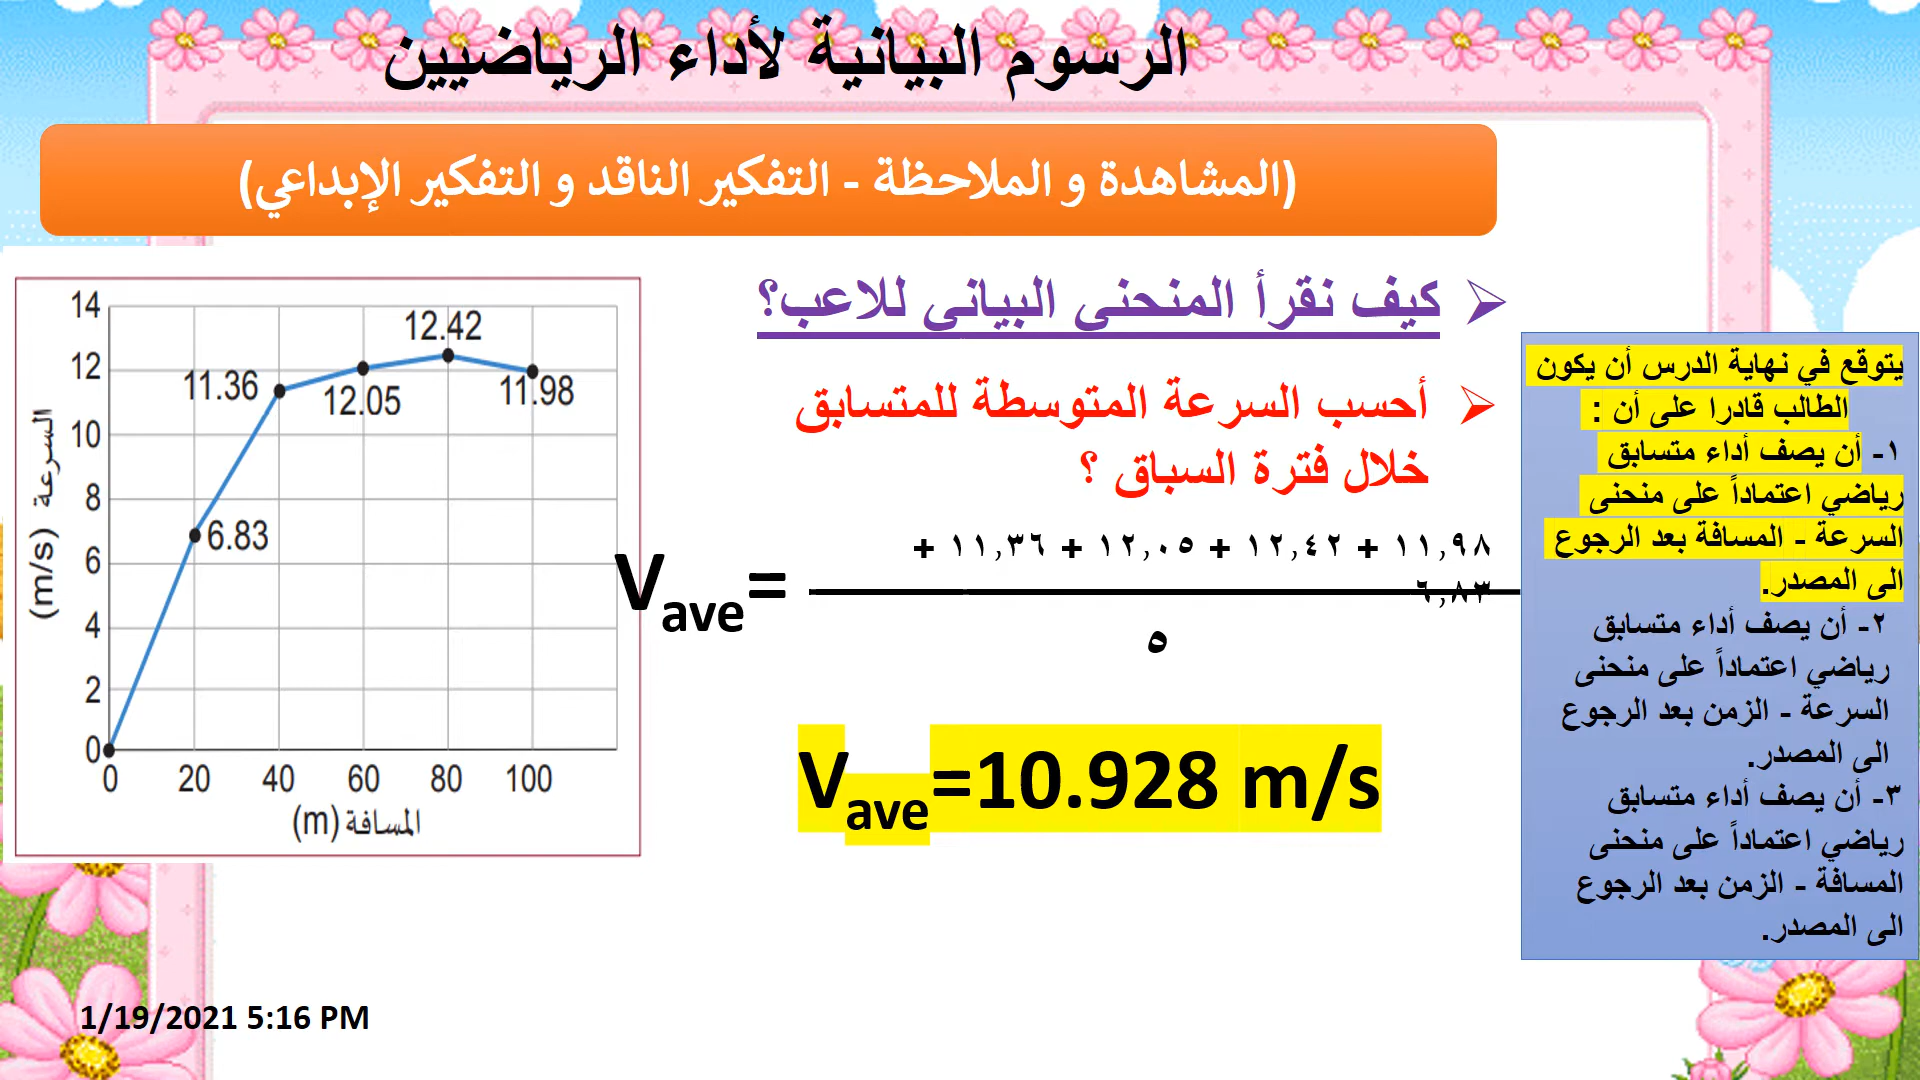 الرسوم البيانية لأداء الرياضيين
(المشاهدة و الملاحظة - التفكير الناقد و التفكير الإبداعي)
كيف نقرأ المنحنى البياني للاعب؟
أحسب السرعة المتوسطة للمتسابق
خلال فترة السباق ؟
Vave=
١١,٩٨ + ١٢,٤٢ + ١٢,٠٥ + ١١,٣٦ +
٦,٨٣
٥
Vave=10.928 m/s
يتوقع في نهاية الدرس أن يكون
الطالب قادرا على أن :
١- أن يصف أداء متسابق
رياضي اعتماداً على منحنى
السرعة - المسافة بعد الرجوع
الى المصدر.
٢- أن يصف أداء متسابق
رياضي اعتماداً على منحنى
السرعة - الزمن بعد الرجوع
الى المصدر.
٣- أن يصف أداء متسابق
رياضي اعتماداً على منحنى
المسافة - الزمن بعد الرجوع
الى المصدر.
السرعة (m/s)
14
12
10
8
6
4
2
0
12.42
11.36
12.05
11.98
6.83
0 20 40 60 80 100
المسافة (m)
1/19/2021 5:16 PM